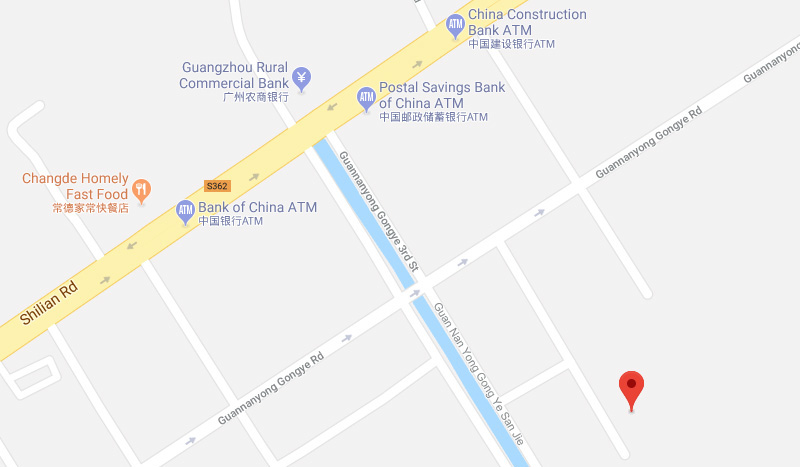 China Construction
Bank ATM
中国建设银行ATM
Guangzhou Rural
Commercial Bank
广州农商银行
¥
ATM
Postal Savings Bank
of China ATM
中国邮政储蓄银行ATM
ATM
Guannanyong
Guannanyong Gongye Rd
Guannanyong Gongye 3rd St
Changde Homely
Fast Food
常德家常快餐店
S362
ATM
Bank of China ATM
中国银行ATM
Shilian Rd
Guan Nan Yong Gong Ye San Jie
Guannanyong Gongye Rd